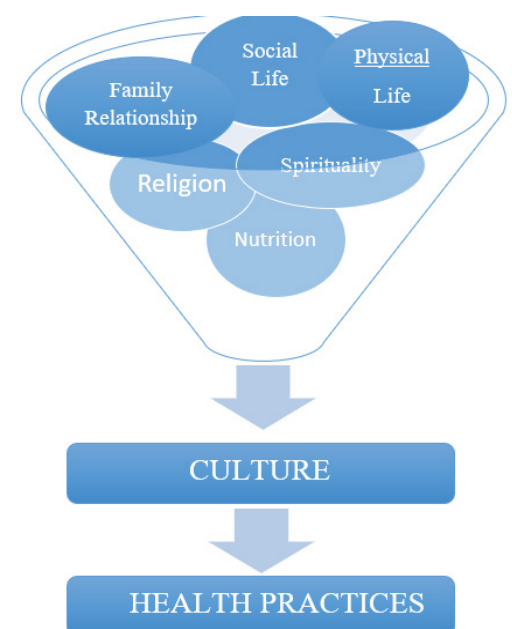 Social
Life
Physical
Life
Family
Relationship
Religion
Spirituality
Nutrition
CULTURE
HEALTH PRACTICES